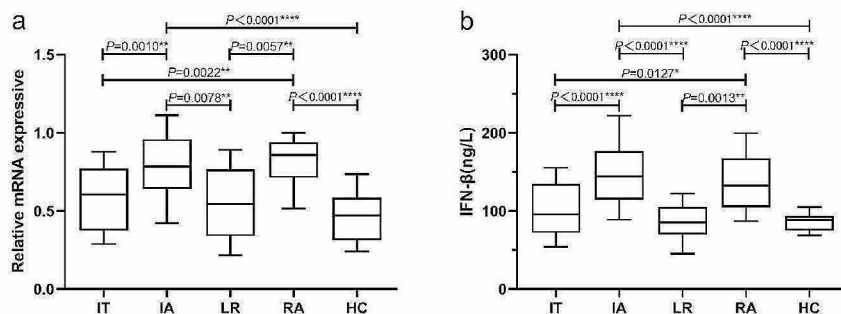 a
P<0.0001****
P=0.0010**
P=0.0057**
P=0.0022**
P=0.0078**
P<0.0001****
Relative mRNA expressive
1.5
1.0
0.5
0.0
IT IA LR RA HC
b
P<0.0001****
P<0.0001****
P<0.0001****
P=0.0127*
P<0.0001****
P=0.0013**
IFN-β(ng/L)
300
200
150
100
50
0
IT IA LR RA HC